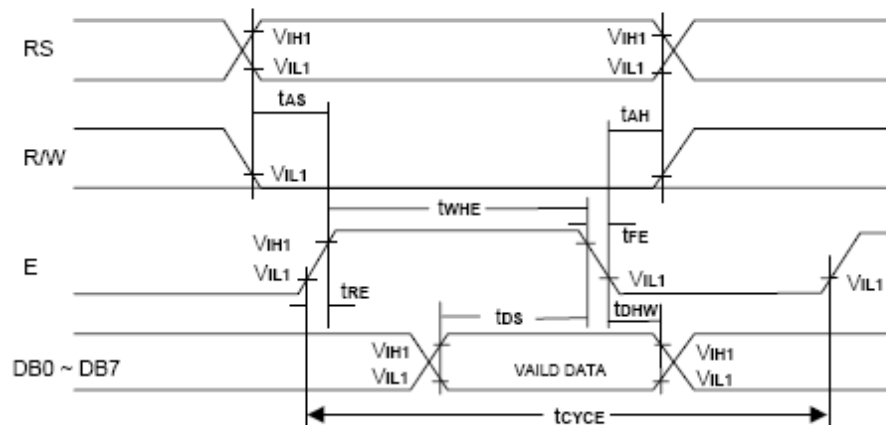 RS
VIH1
VIH1
VIL1
VIL1
tAS
tAH
R/W
VIL1
tWHE
tFE
VIH1
E
VIL1
VIL1
VIL1
tRE
tDHW
tDS
VIH1
VIH1
DB0 ~ DB7
VAILD DATA
VIL1
VIL1
tCYCE